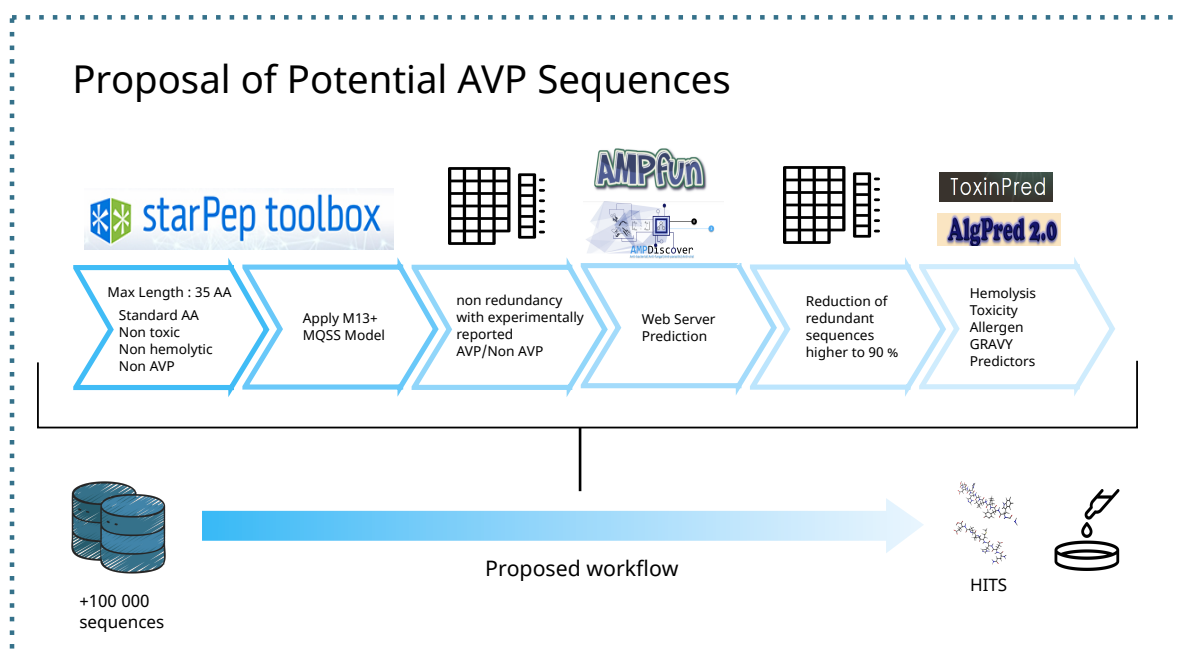 Proposal of Potential AVP Sequences
starPep toolbox
AMPfun
AMPDiscover
ToxinPred
AlgPred 2.0
Max Length : 35 AA
Standard AA
Non toxic
Non hemolytic
Non AVP
Apply M13+
MQSS Model
non redundancy
with experimentally
reported
AVP/Non AVP
Web Server
Prediction
Reduction of
redundant
sequences
higher to 90 %
Hemolysis
Toxicity
Allergen
GRAVY
Predictors
+100 000
sequences
Proposed workflow
HITS